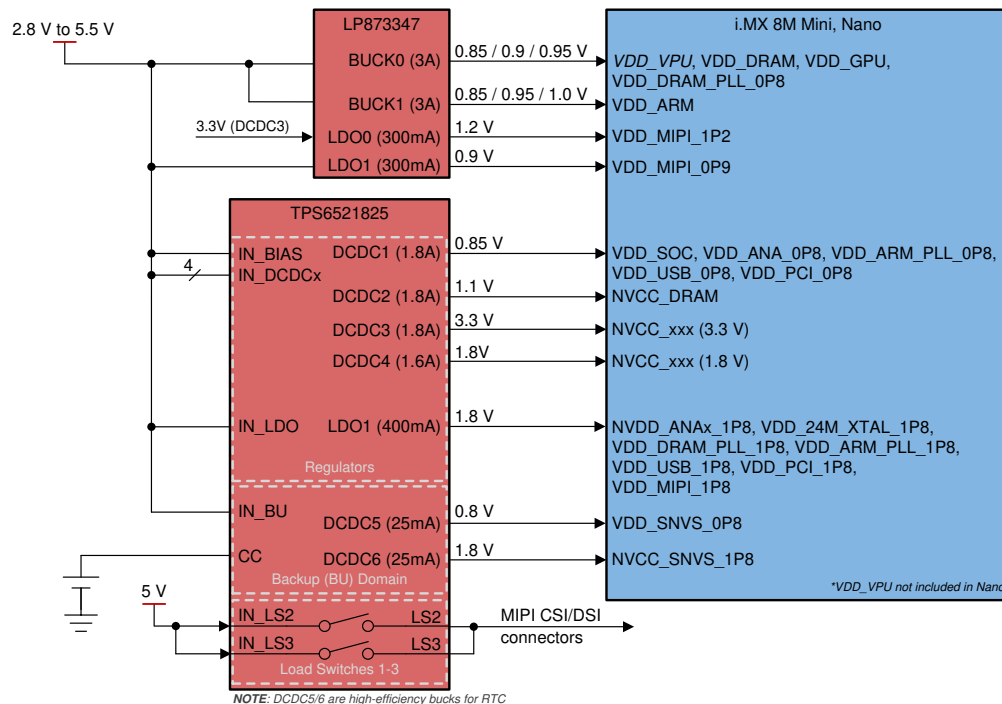 2.8 V to 5.5 V
LP873347
BUCK0 (3A)
BUCK1 (3A)
3.3V (DCDC3)
LDO0 (300mA)
LDO1 (300mA)
0.85 / 0.9 / 0.95 V
0.85 / 0.95 / 1.0 V
1.2 V
0.9 V
i.MX 8M Mini, Nano
VDD_VPU, VDD_DRAM, VDD_GPU,
VDD_DRAM_PLL_0P8
VDD_ARM
VDD_MIPI_1P2
VDD_MIPI_0P9
TPS6521825
IN_BIAS
DCDC1 (1.8A)
0.85 V
VDD_SOC, VDD_ANA_0P8, VDD_ARM_PLL_0P8,
VDD_USB_0P8, VDD_PCI_0P8
4
IN_DCDCx
DCDC2 (1.8A)
1.1 V
NVCC_DRAM
DCDC3 (1.8A)
3.3 V
NVCC_xxx (3.3 V)
DCDC4 (1.6A)
1.8V
NVCC_xxx (1.8 V)
IN_LDO
LDO1 (400mA)
1.8 V
NVDD_ANAx_1P8, VDD_24M_XTAL_1P8,
VDD_DRAM_PLL_1P8, VDD_ARM_PLL_1P8,
VDD_USB_1P8, VDD_PCI_1P8,
VDD_MIPI_1P8
Regulators
IN_BU
DCDC5 (25mA)
0.8 V
VDD_SNVS_0P8
CC
DCDC6 (25mA)
1.8 V
NVCC_SNVS_1P8
Backup (BU) Domain
*VDD_VPU not included in Nano
5 V
IN_LS2
LS2
IN_LS3
LS3
MIPI CSI/DSI
connectors
Load Switches 1-3
NOTE: DCDC5/6 are high-efficiency bucks for RTC